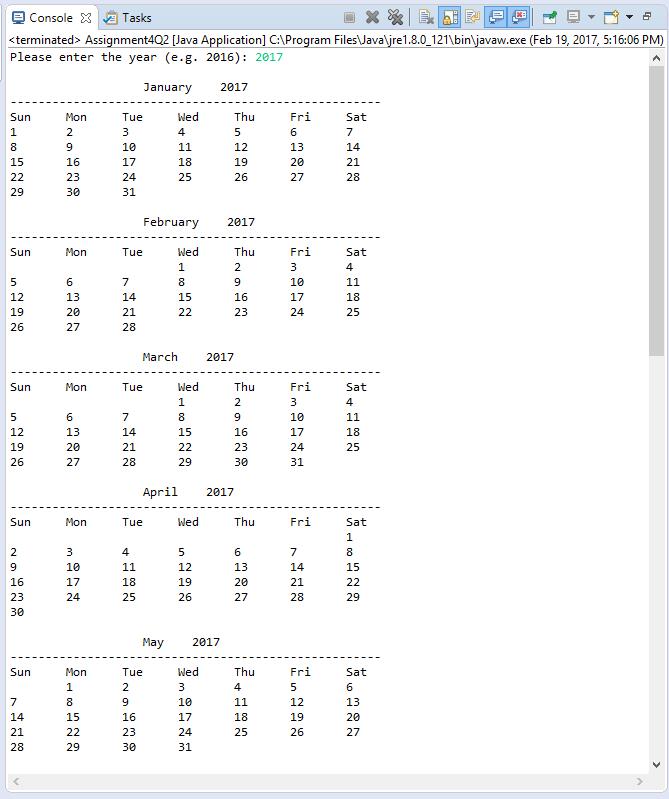 Console Tasks
<terminated> Assignment4Q2 [Java Application] C:\Program Files\Java\jre1.8.0_121\bin\javaw.exe (Feb 19, 2017, 5:16:06 PM)
Please enter the year (e.g. 2016): 2017
January 2017
-----------------------------------------------------
Sun Mon Tue Wed Thu Fri Sat
1 2 3 4 5 6 7
8 9 10 11 12 13 14
15 16 17 18 19 20 21
22 23 24 25 26 27 28
29 30 31
February 2017
-----------------------------------------------------
Sun Mon Tue Wed Thu Fri Sat
1 2 3 4
5 6 7 8 9 10 11
12 13 14 15 16 17 18
19 20 21 22 23 24 25
26 27 28
March 2017
-----------------------------------------------------
Sun Mon Tue Wed Thu Fri Sat
1 2 3 4
5 6 7 8 9 10 11
12 13 14 15 16 17 18
19 20 21 22 23 24 25
26 27 28 29 30 31
April 2017
-----------------------------------------------------
Sun Mon Tue Wed Thu Fri Sat
1
2 3 4 5 6 7 8
9 10 11 12 13 14 15
16 17 18 19 20 21 22
23 24 25 26 27 28 29
30
May 2017
-----------------------------------------------------
Sun Mon Tue Wed Thu Fri Sat
1 2 3 4 5 6
7 8 9 10 11 12 13
14 15 16 17 18 19 20
21 22 23 24 25 26 27
28 29 30 31